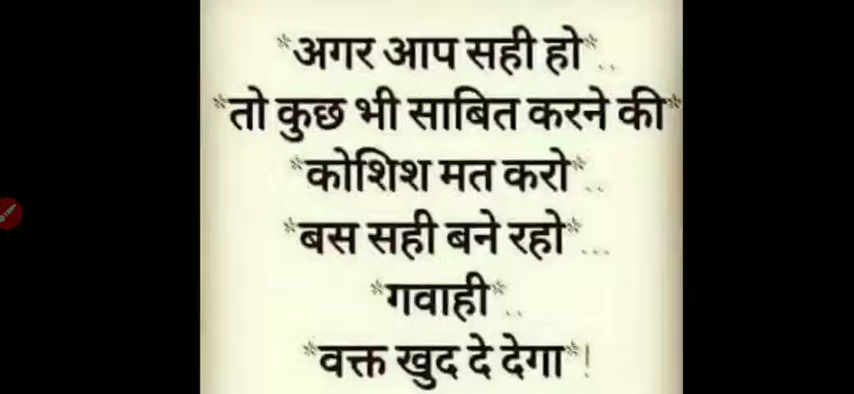 *अगर आप सही हो*..
*तो कुछ भी साबित करने की*
*कोशिश मत करो*..
*बस सही बने रहो*...
*गवाही*..
*वक्त खुद दे देगा*!